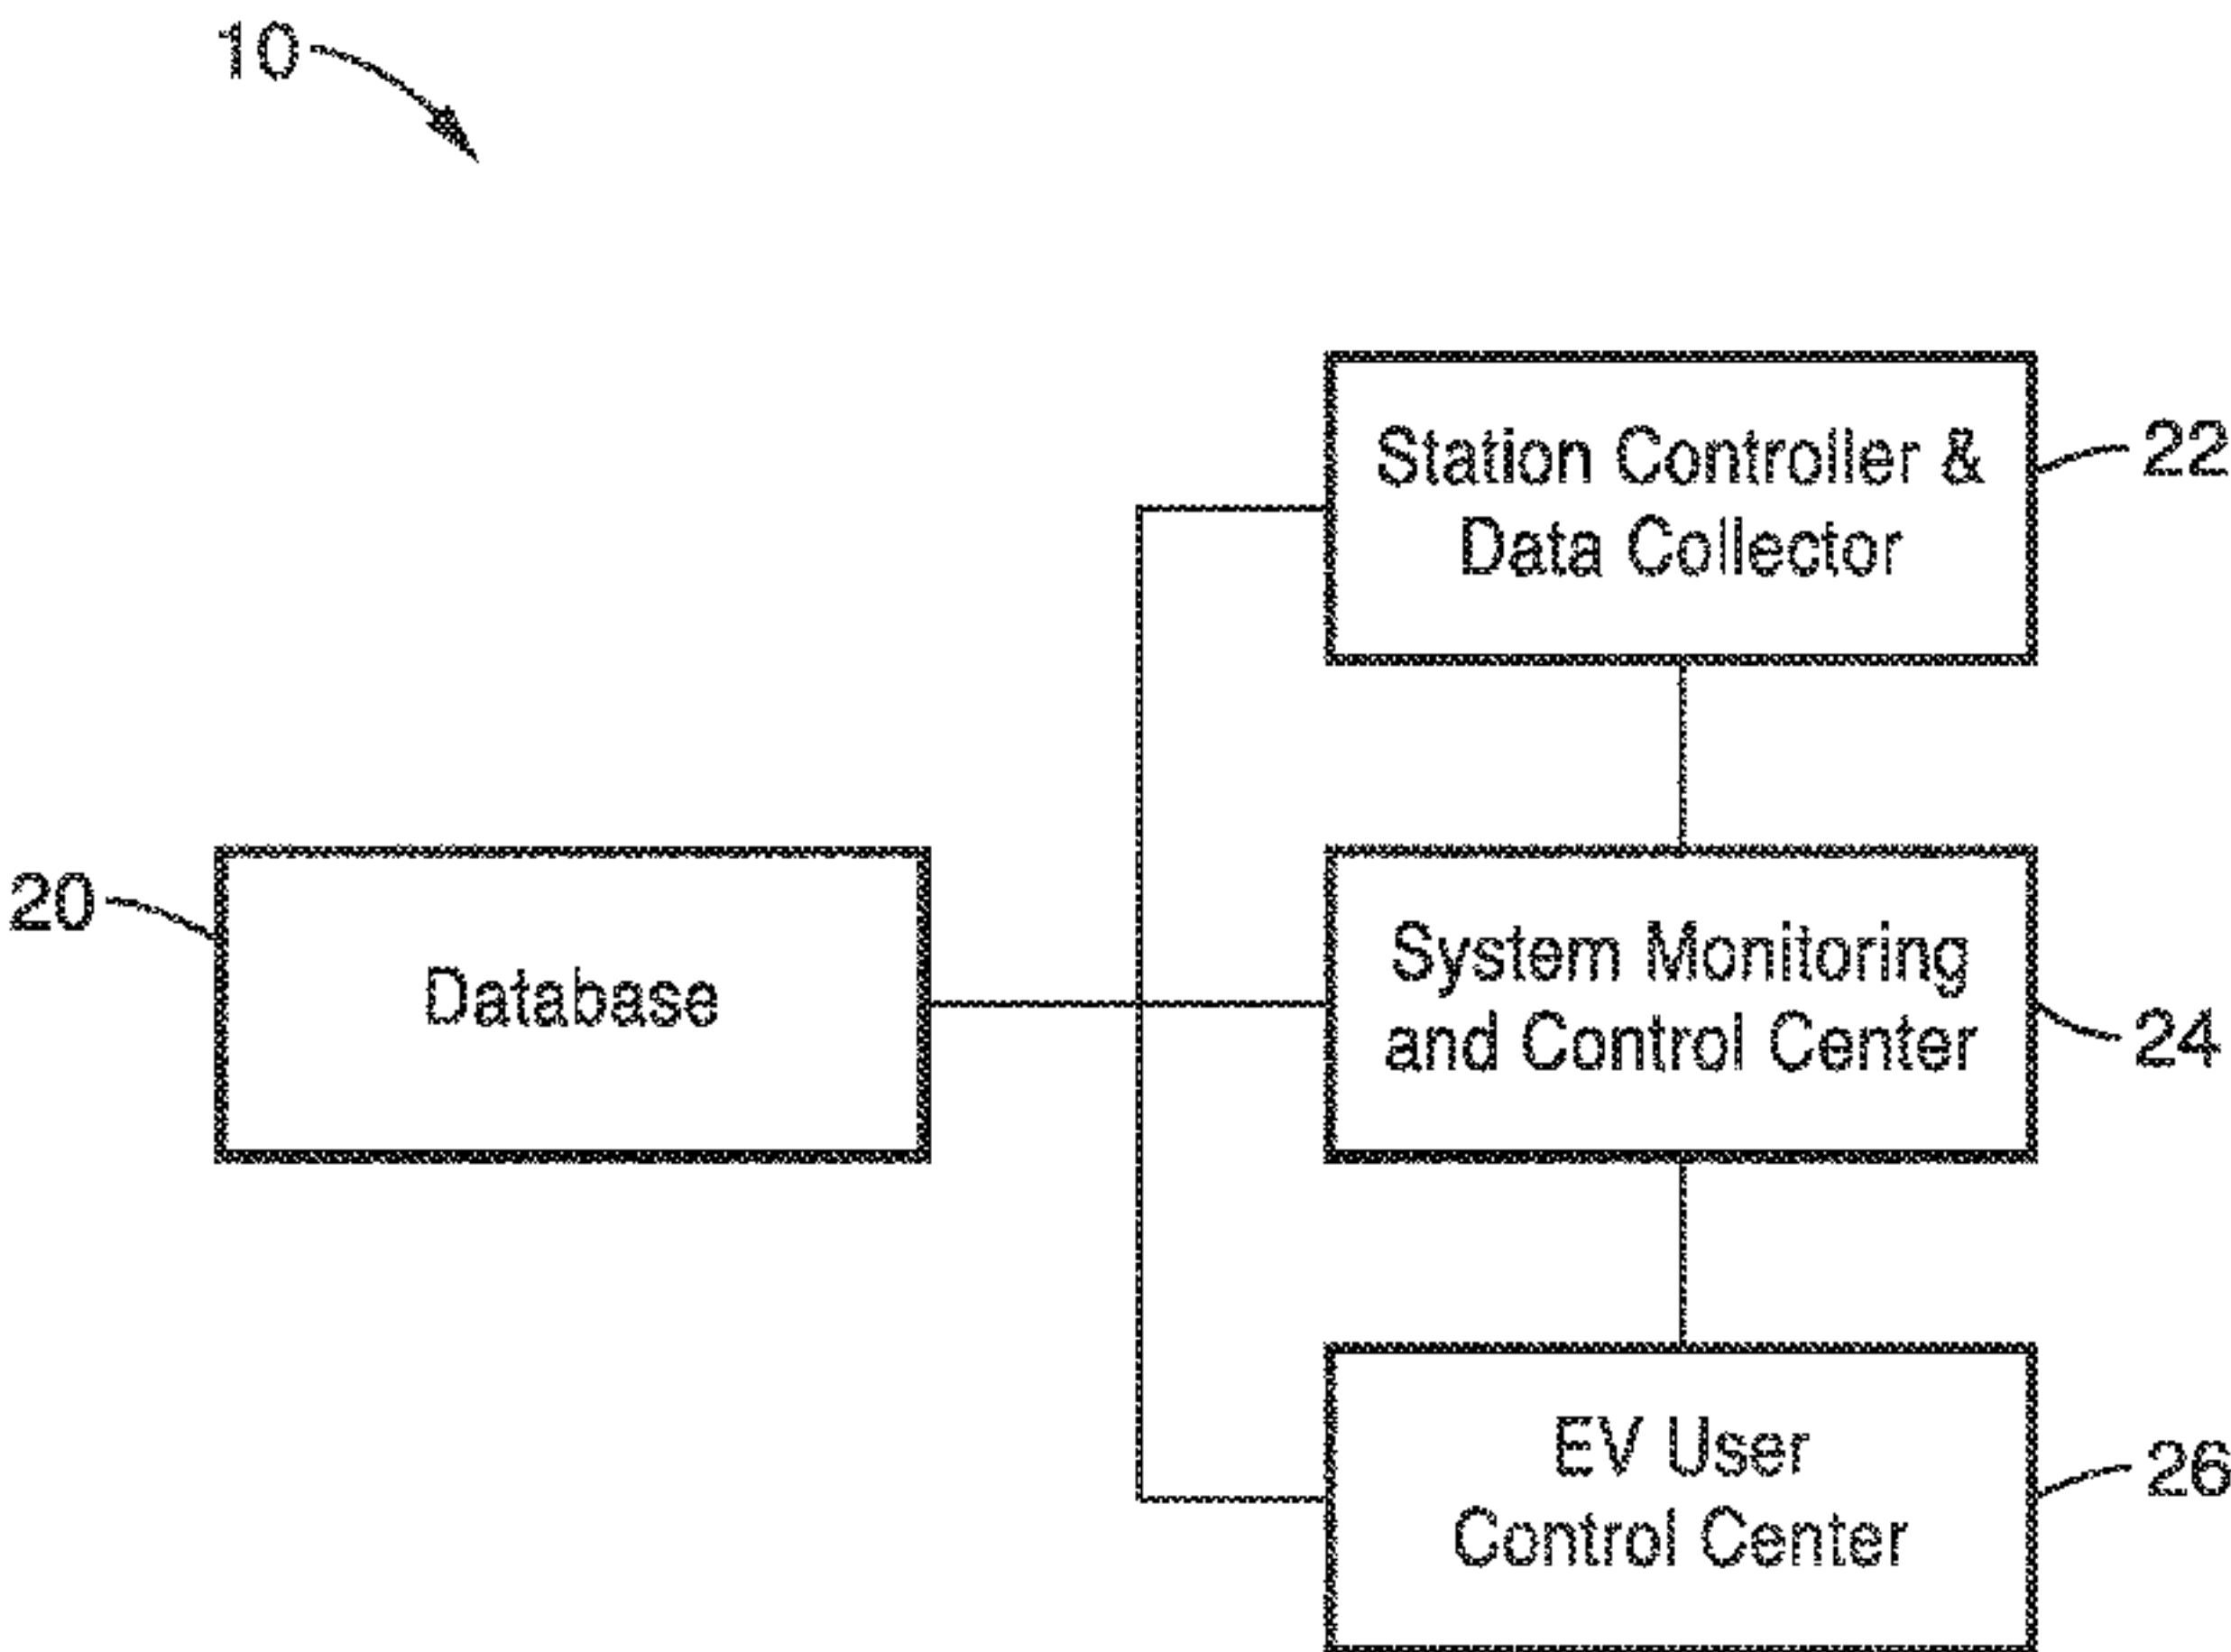 10
Station Controller &
Data Collector
22
20
Database
System Monitoring
and Control Center
24
EV User
Control Center
26